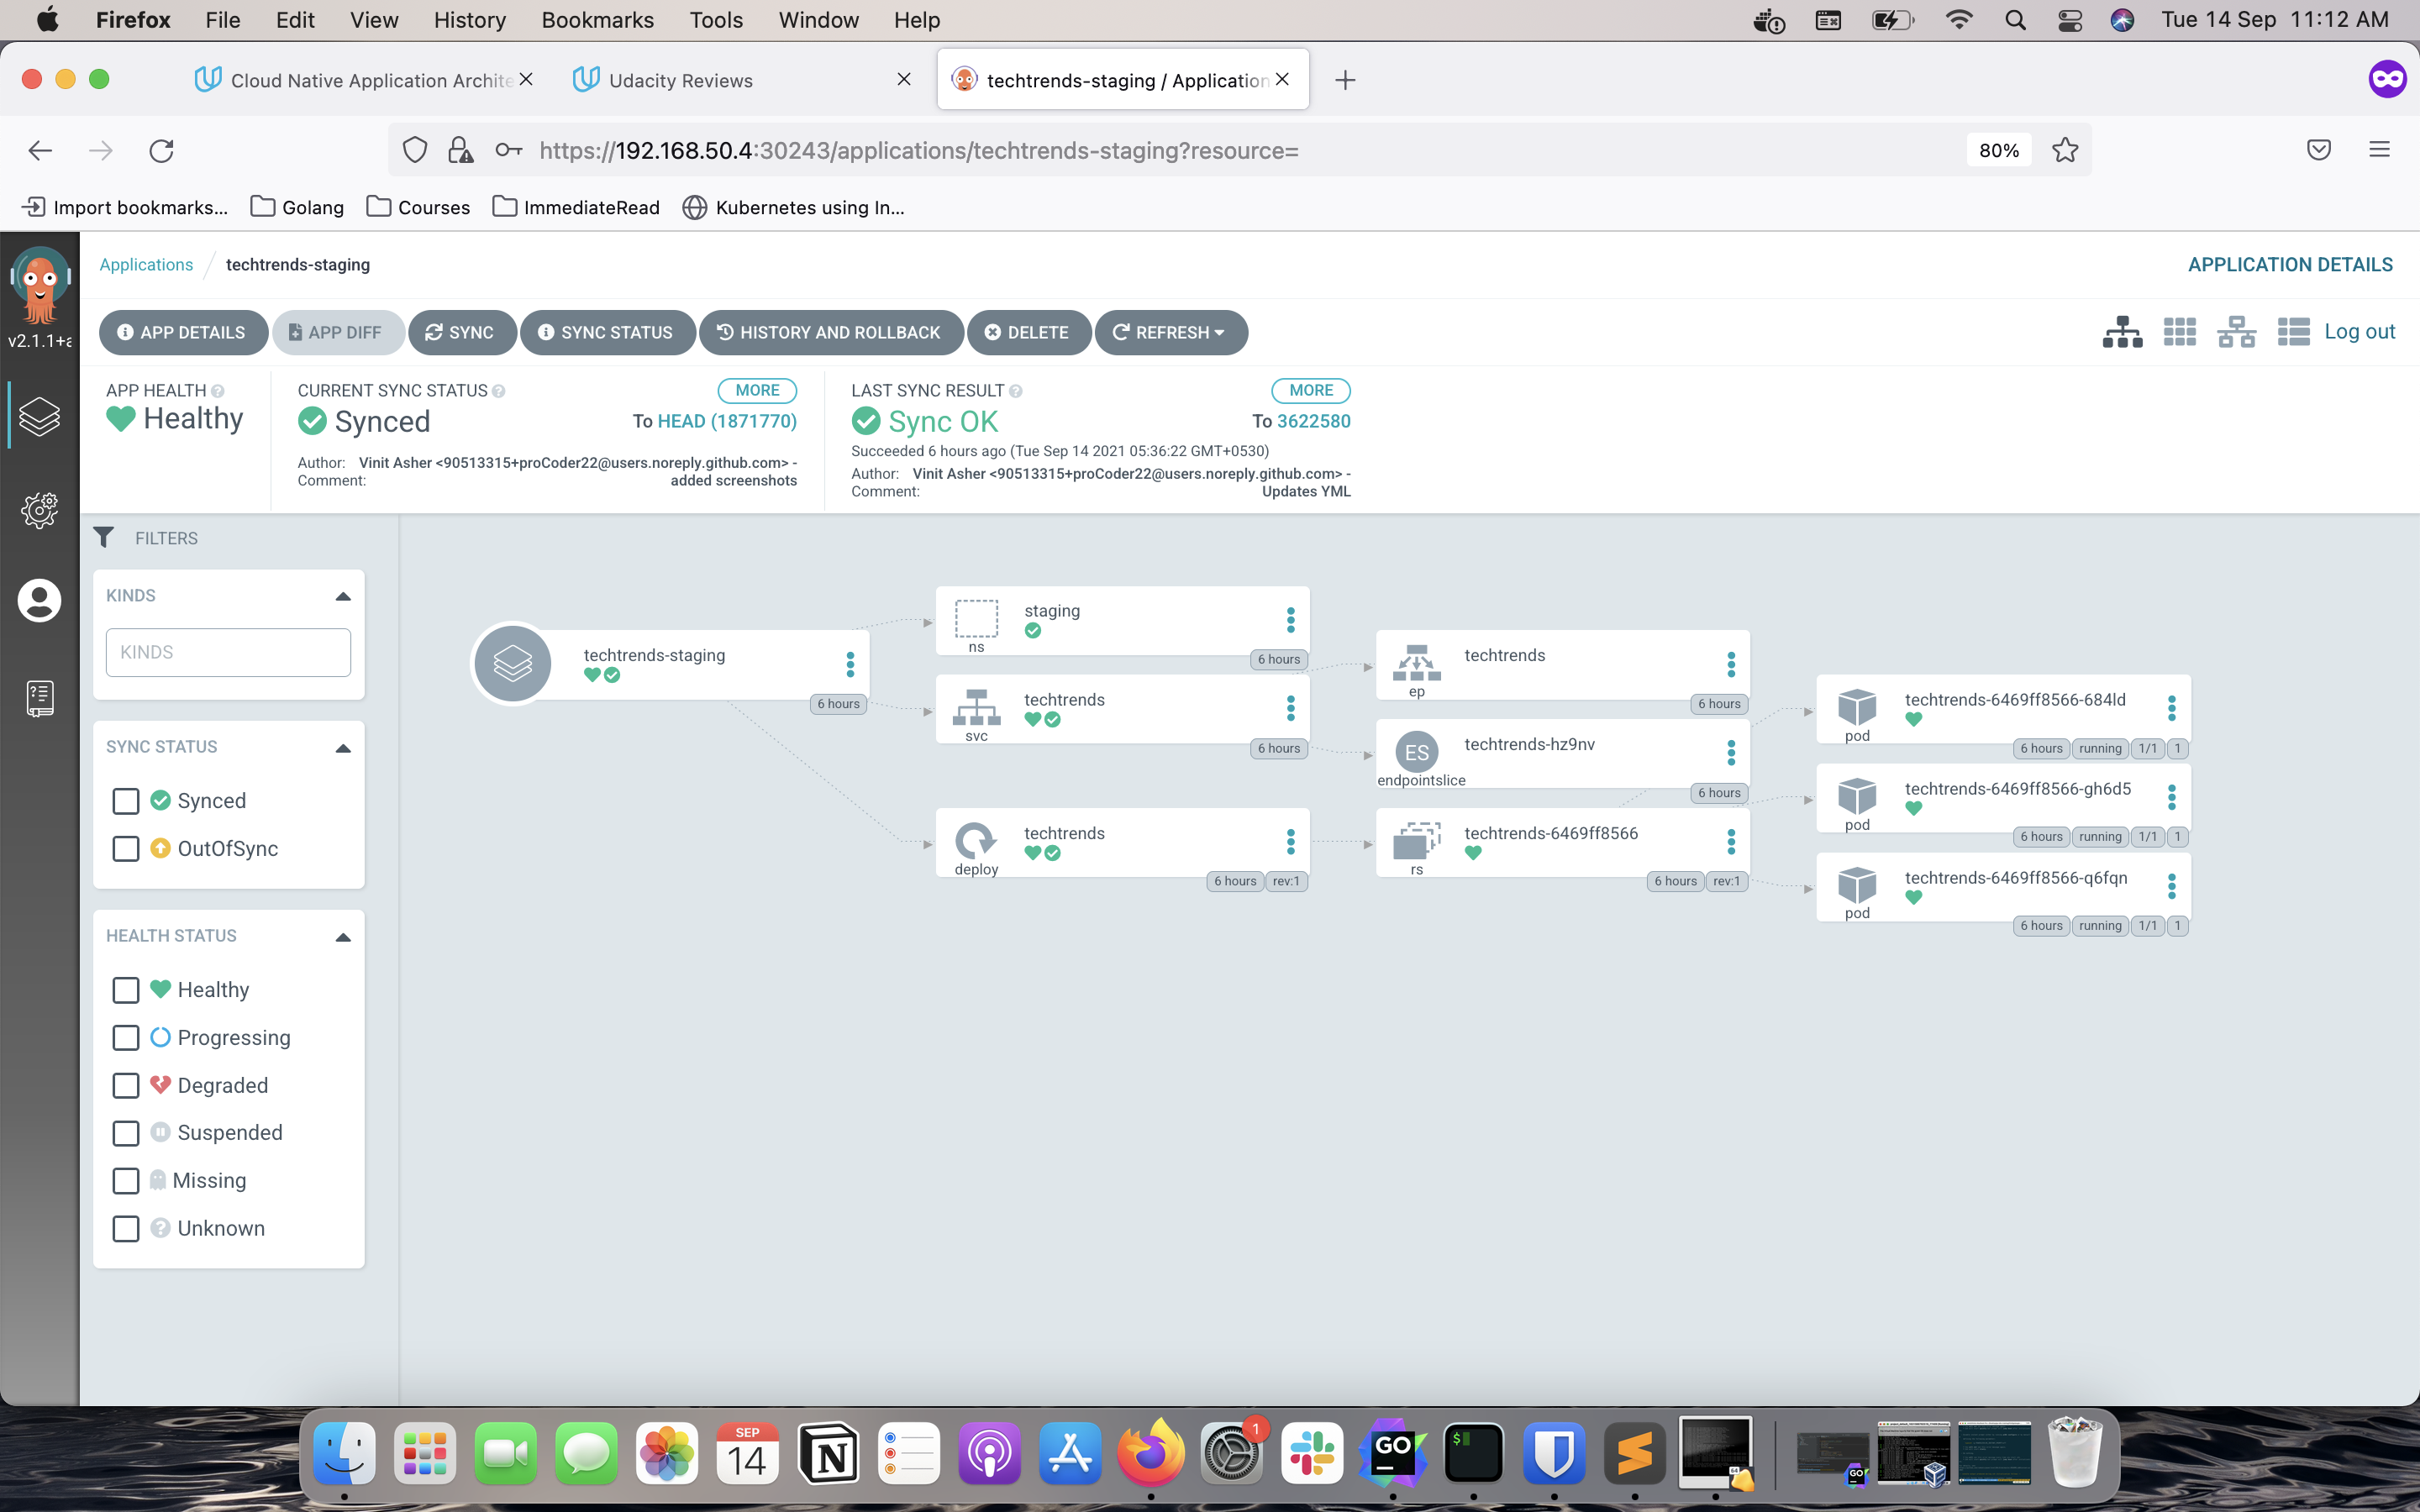 Firefox File Edit View History Bookmarks Tools Window Help Tue 14 Sep 11:12 AM
Cloud Native Application Archite Udacity Reviews techtrends-staging / Application
https://192.168.50.4:30243/applications/techtrends-staging?resource= 80%
Import bookmarks... Golang Courses ImmediateRead Kubernetes using In...
Applications / techtrends-staging APPLICATION DETAILS
v2.1.1+a
APP DETAILS APP DIFF SYNC SYNC STATUS HISTORY AND ROLLBACK DELETE REFRESH Log out
APP HEALTH
Healthy
CURRENT SYNC STATUS MORE
Synced To HEAD (1871770)
Author: Vinit Asher <90513315+proCoder22@users.noreply.github.com> -
Comment: added screenshots
LAST SYNC RESULT MORE
Sync OK To 3622580
Succeeded 6 hours ago (Tue Sep 14 2021 05:36:22 GMT+0530)
Author: Vinit Asher <90513315+proCoder22@users.noreply.github.com> -
Comment: Updates YML
FILTERS
KINDS
KINDS
SYNC STATUS
Synced
OutOfSync
HEALTH STATUS
Healthy
Progressing
Degraded
Suspended
Missing
Unknown
techtrends-staging
6 hours
staging
ns
6 hours
techtrends
svc
6 hours
techtrends
deploy
6 hours rev:1
techtrends
ep
6 hours
ES techtrends-hz9nv
endpointslice
6 hours
techtrends-6469ff8566
rs
6 hours rev:1
techtrends-6469ff8566-684ld
pod
6 hours running 1/1 1
techtrends-6469ff8566-gh6d5
pod
6 hours running 1/1 1
techtrends-6469ff8566-q6fqn
pod
6 hours running 1/1 1
SEP
14
1
GO
$
GO